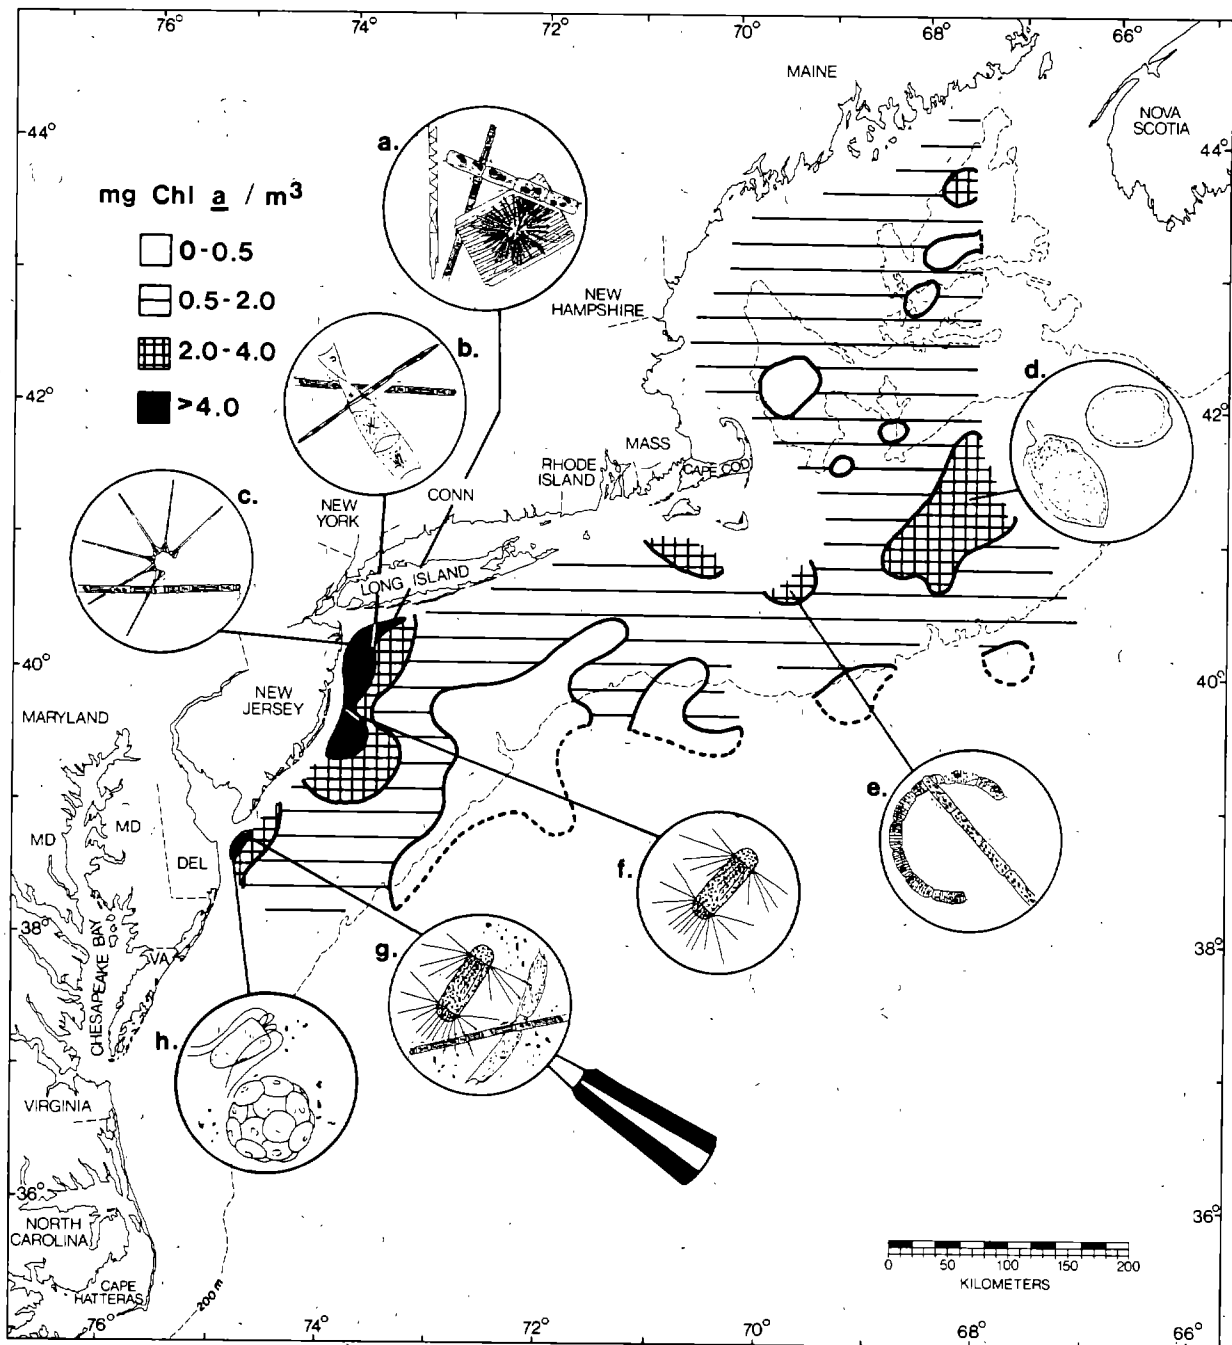 76°
74°
72°
70°
68°
66°
MAINE
NOVA
SCOTIA
44°
44°
a.
mg Chl a / m³
0-0.5
0.5-2.0
2.0-4.0
>4.0
NEW
HAMPSHIRE
b.
42°
d.
42°
MASS
CAPE COD
RHODE
ISLAND
CONN
NEW
YORK
c.
LONG ISLAND
40°
40°
NEW
JERSEY
MARYLAND
e.
MD
MD
DEL
f.
38°
38°
g.
VA
CHESAPEAKE BAY
h.
VIRGINIA
36°
36°
NORTH
CAROLINA
CAPE
HATTERAS
200 m
0 50 100 150 200
KILOMETERS
76°
74°
72°
70°
68°
66°